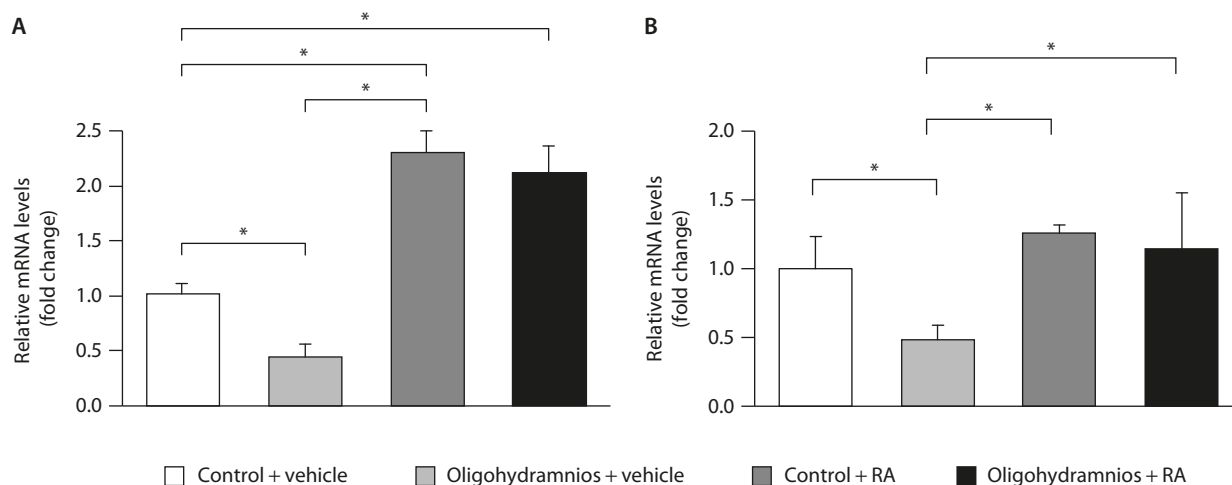 A
*
*
*
*
Relative mRNA levels
(fold change)
2.5
2.0
1.5
1.0
0.5
0.0
B
*
*
*
Relative mRNA levels
(fold change)
2.0
1.5
1.0
0.5
0.0
Control + vehicle
Oligohydramnios + vehicle
Control + RA
Oligohydramnios + RA